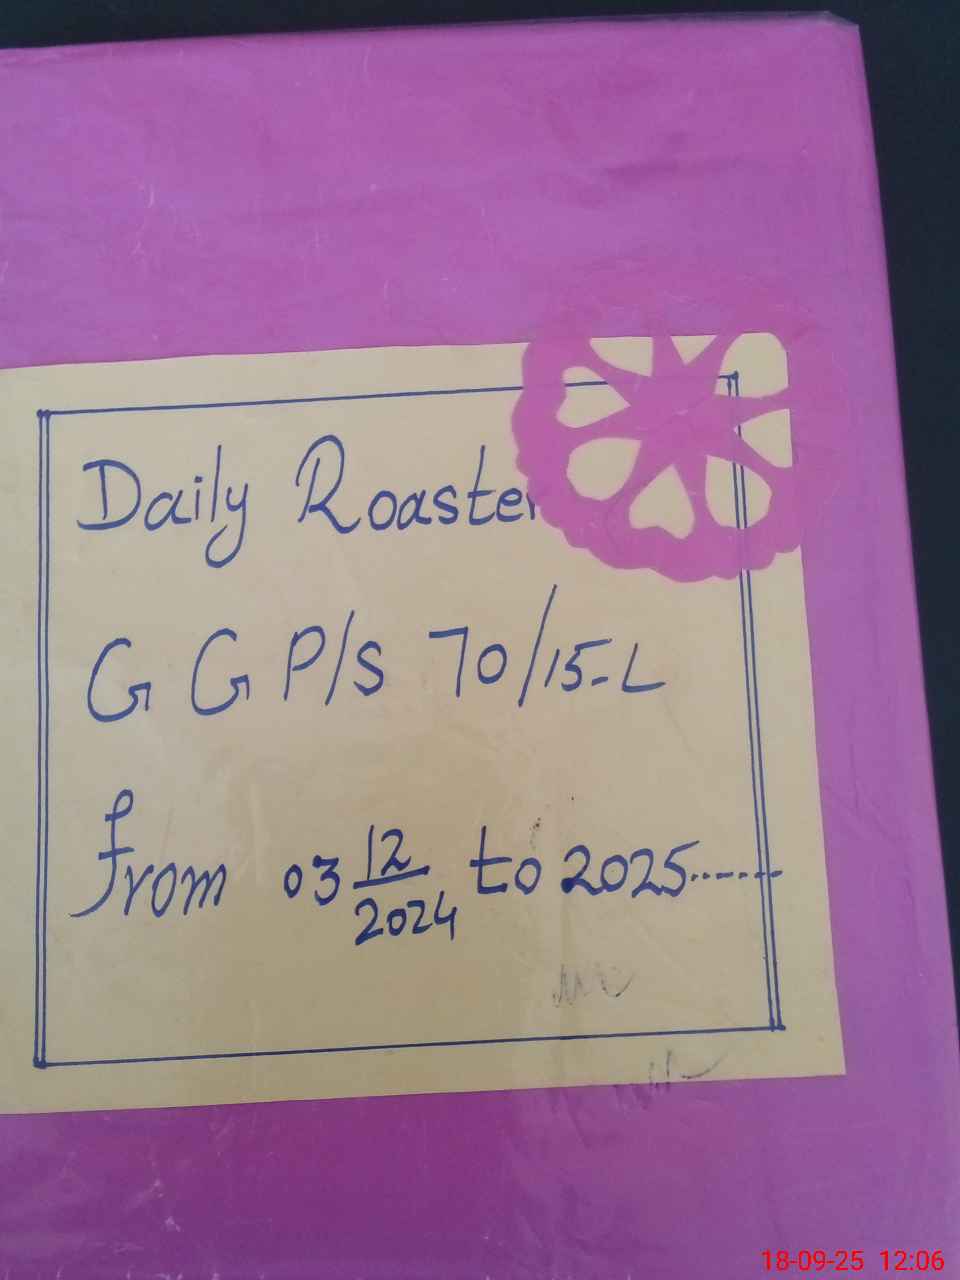 Daily Roaster
G G P/S 70/15-L
from 03 12/2024 to 2025......
18-09-25 12:06